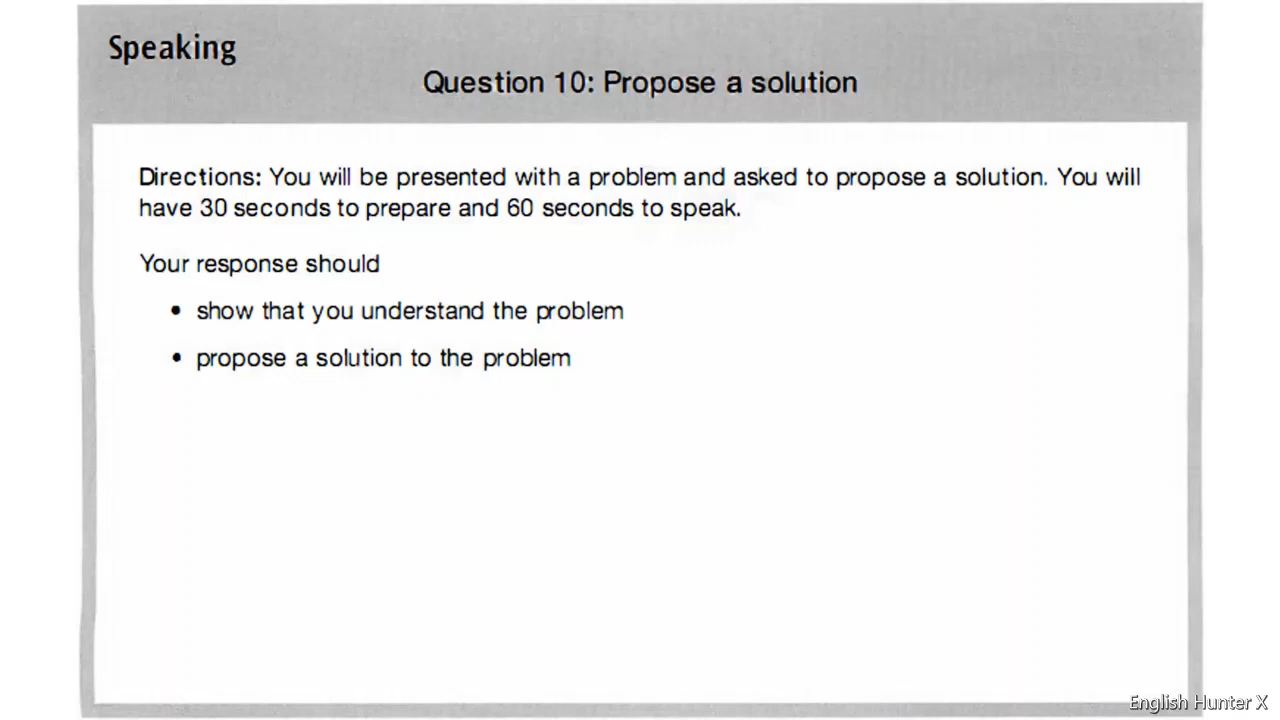 Speaking
Question 10: Propose a solution
Directions: You will be presented with a problem and asked to propose a solution. You will
have 30 seconds to prepare and 60 seconds to speak.
Your response should
• show that you understand the problem
• propose a solution to the problem
English Hunter X